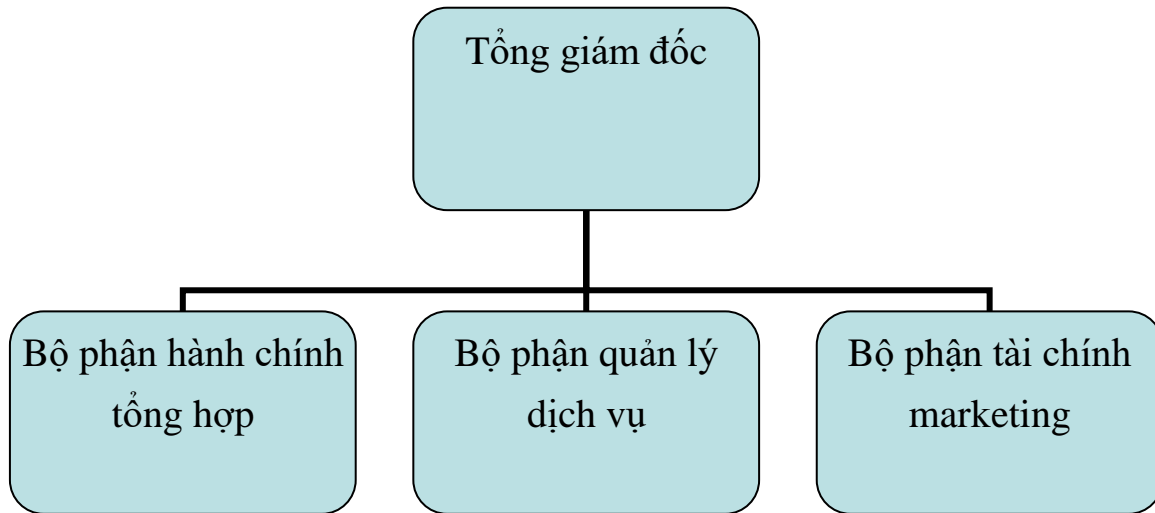 Tổng giám đốc
Bộ phận hành chính
tổng hợp
Bộ phận quản lý
dịch vụ
Bộ phận tài chính
marketing